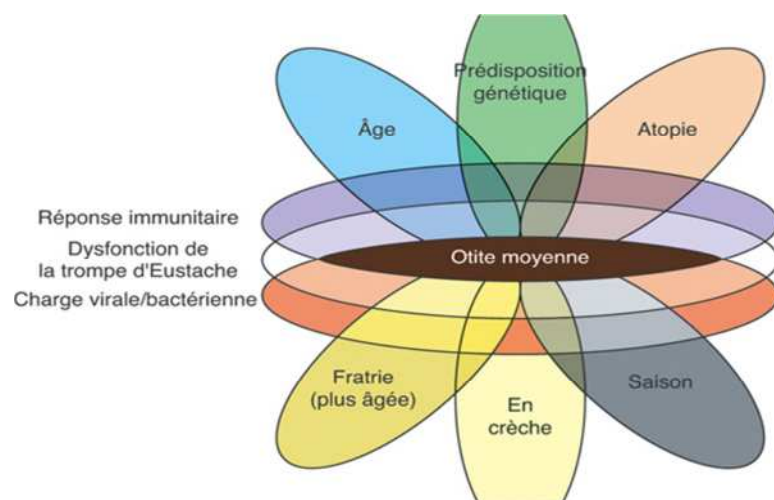 Prédisposition
génétique
Âge
Atopie
Réponse immunitaire
Dysfonction de
la trompe d'Eustache
Otite moyenne
Charge virale/bactérienne
Fratrie
(plus âgée)
En
crèche
Saison